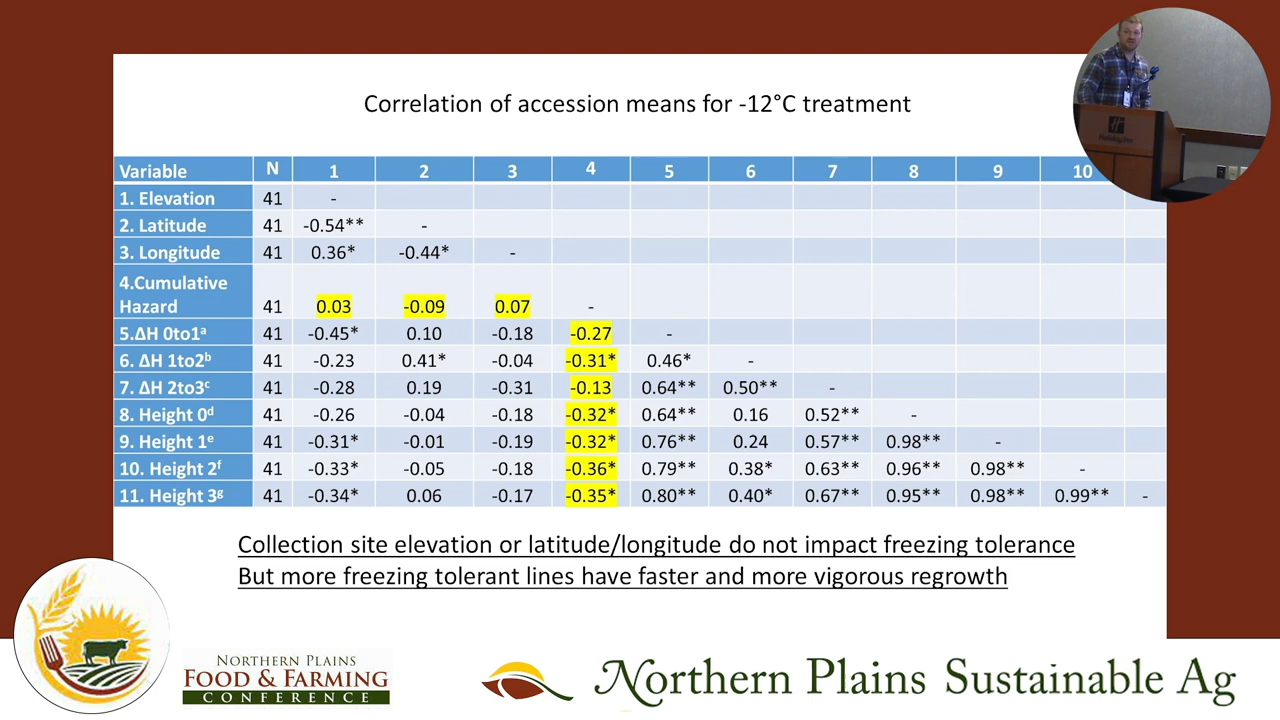 Correlation of accession means for -12°C treatment
Variable N 1 2 3 4 5 6 7 8 9 10
1. Elevation 41 -
2. Latitude 41 -0.54** -
3. Longitude 41 0.36* -0.44* -
4.Cumulative
Hazard 41 0.03 -0.09 0.07 -
5.ΔH 0to1ᵃ 41 -0.45* 0.10 -0.18 -0.27 -
6. ΔH 1to2ᵇ 41 -0.23 0.41* -0.04 -0.31* 0.46* -
7. ΔH 2to3ᶜ 41 -0.28 0.19 -0.31 -0.13 0.64** 0.50** -
8. Height 0ᵈ 41 -0.26 -0.04 -0.18 -0.32* 0.64** 0.16 0.52** -
9. Height 1ᵉ 41 -0.31* -0.01 -0.19 -0.32* 0.76** 0.24 0.57** 0.98** -
10. Height 2ᶠ 41 -0.33* -0.05 -0.18 -0.36* 0.79** 0.38* 0.63** 0.96** 0.98** -
11. Height 3ᵍ 41 -0.34* 0.06 -0.17 -0.35* 0.80** 0.40* 0.67** 0.95** 0.98** 0.99** -
Collection site elevation or latitude/longitude do not impact freezing tolerance
But more freezing tolerant lines have faster and more vigorous regrowth
NORTHERN PLAINS
FOOD & FARMING
CONFERENCE
Northern Plains Sustainable Ag
Holiday Inn